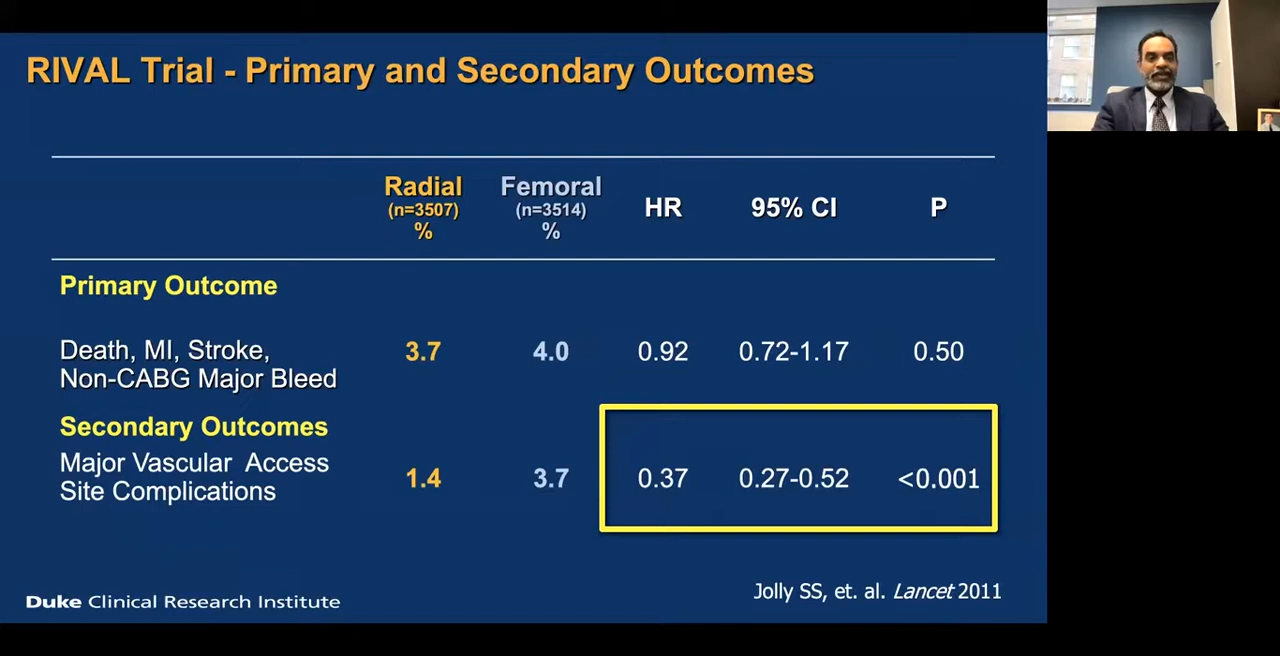 RIVAL Trial - Primary and Secondary Outcomes
Radial Femoral HR 95% CI P
(n=3507) (n=3514)
% %
Primary Outcome
Death, MI, Stroke, 3.7 4.0 0.92 0.72-1.17 0.50
Non-CABG Major Bleed
Secondary Outcomes
Major Vascular Access
Site Complications 1.4 3.7 0.37 0.27-0.52 <0.001
Jolly SS, et. al. Lancet 2011
Duke Clinical Research Institute